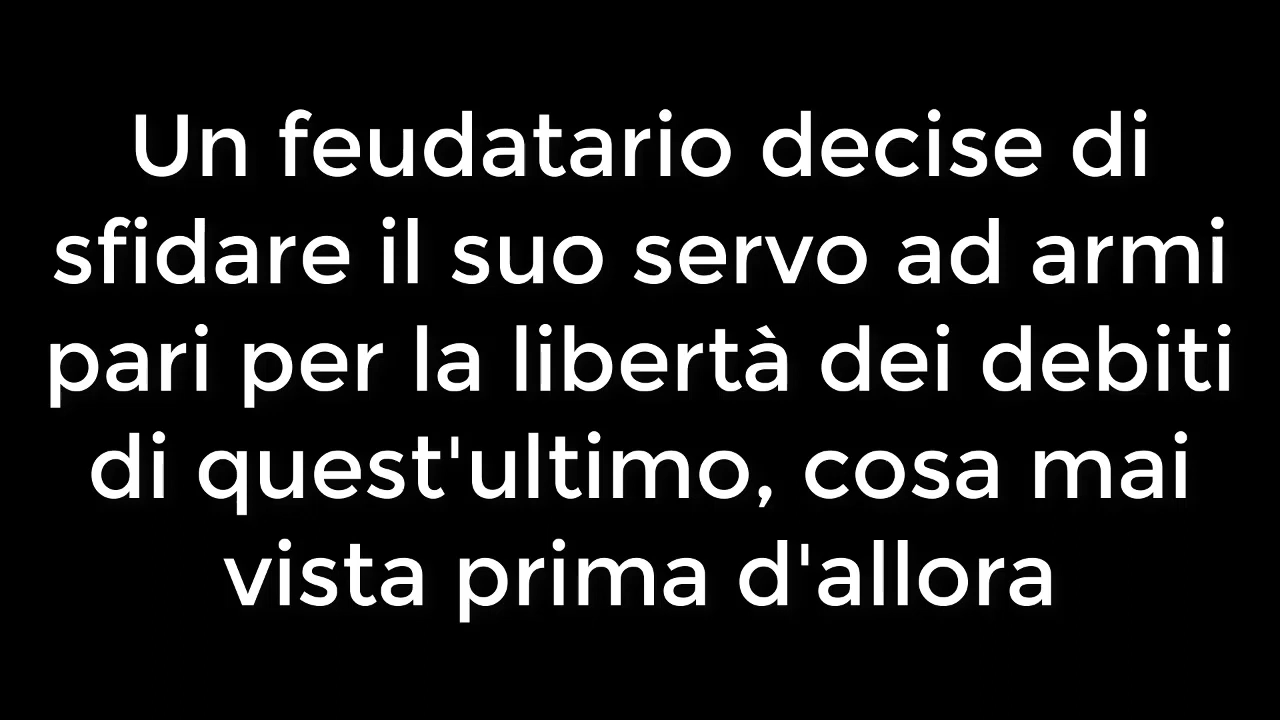 Un feudatario decise di
sfidare il suo servo ad armi
pari per la libertà dei debiti
di quest'ultimo, cosa mai
vista prima d'allora